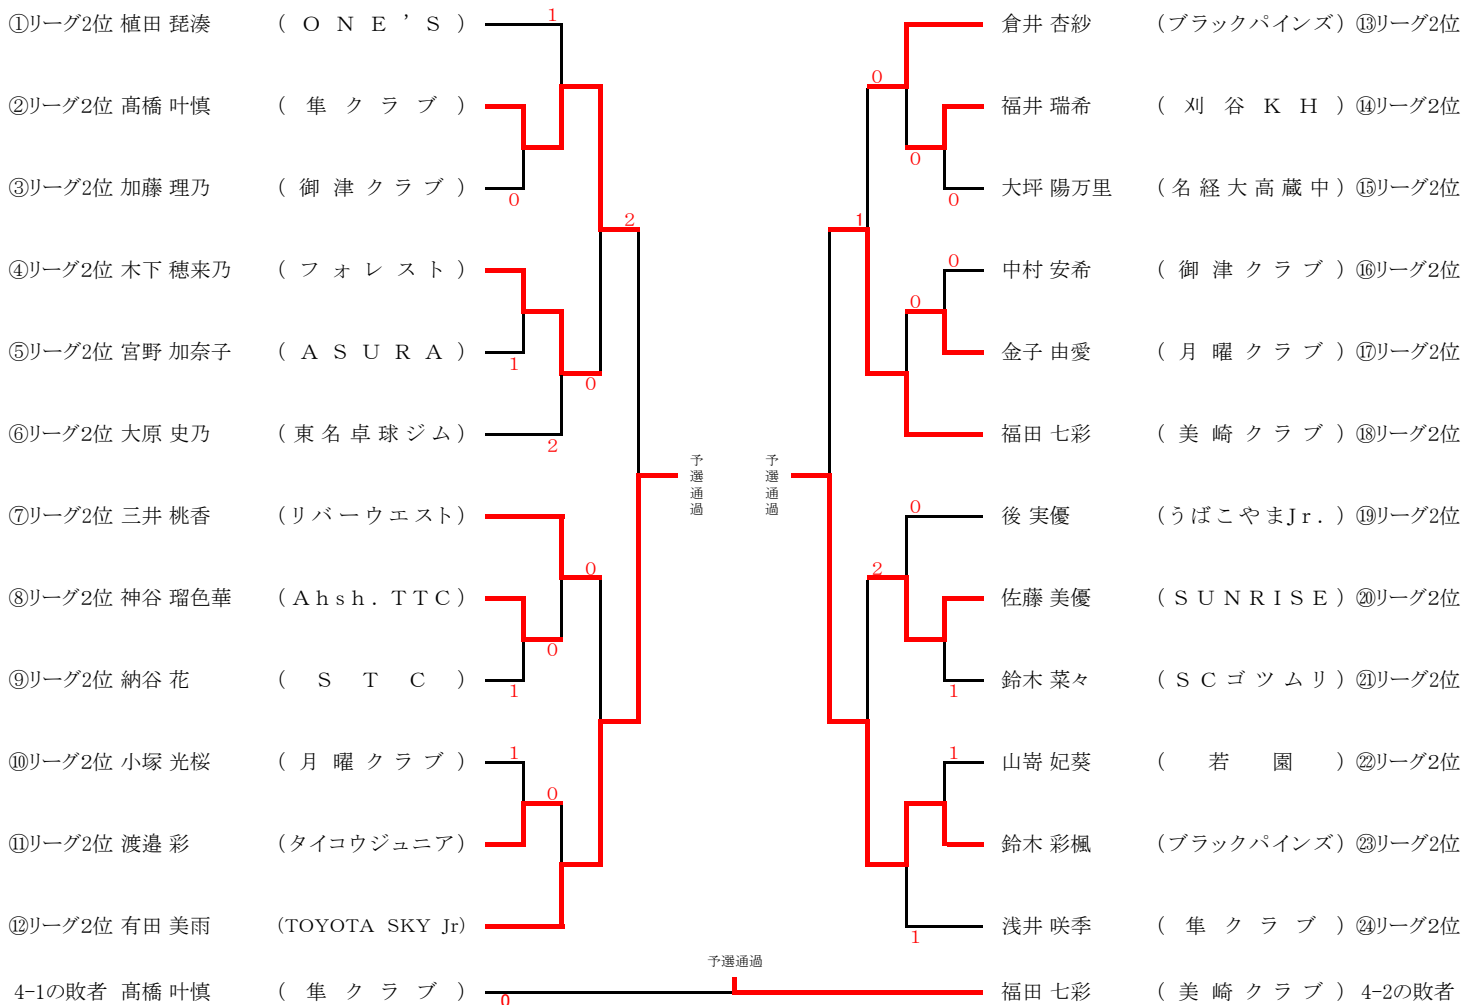 ①リーグ2位 植田 琵湊 (ONE'S) 1
②リーグ2位 髙橋 叶慎 (隼クラブ)
③リーグ2位 加藤 理乃 (御津クラブ) 0
2
④リーグ2位 木下 穂来乃 (フォレスト)
⑤リーグ2位 宮野 加奈子 (ASURA) 1
0
⑥リーグ2位 大原 史乃 (東名卓球ジム) 2
予選通過
⑦リーグ2位 三井 桃香 (リバーウエスト)
0
⑧リーグ2位 神谷 瑠色華 (Ahsh.TTC)
0
⑨リーグ2位 納谷 花 (STC) 1
⑩リーグ2位 小塚 光桜 (月曜クラブ) 1
0
⑪リーグ2位 渡邉 彩 (タイコウジュニア)
⑫リーグ2位 有田 美雨 (TOYOTA SKY Jr)
倉井 杏紗 (ブラックパインズ) ⑬リーグ2位
0
福井 瑞希 (刈谷KH) ⑭リーグ2位
0
0 大坪 陽万里 (名経大高蔵中) ⑮リーグ2位
1
0 中村 安希 (御津クラブ) ⑯リーグ2位
0
金子 由愛 (月曜クラブ) ⑰リーグ2位
福田 七彩 (美崎クラブ) ⑱リーグ2位
予選通過
0 後 実優 (うばこやまJr.) ⑲リーグ2位
2
佐藤 美優 (SUNRISE) ⑳リーグ2位
1 鈴木 菜々 (SCゴツムリ) ㉑リーグ2位
1 山嵜 妃葵 (若園) ㉒リーグ2位
鈴木 彩楓 (ブラックパインズ) ㉓リーグ2位
1 浅井 咲季 (隼クラブ) ㉔リーグ2位
予選通過
4-1の敗者 髙橋 叶慎 (隼クラブ) 0 福田 七彩 (美崎クラブ) 4-2の敗者